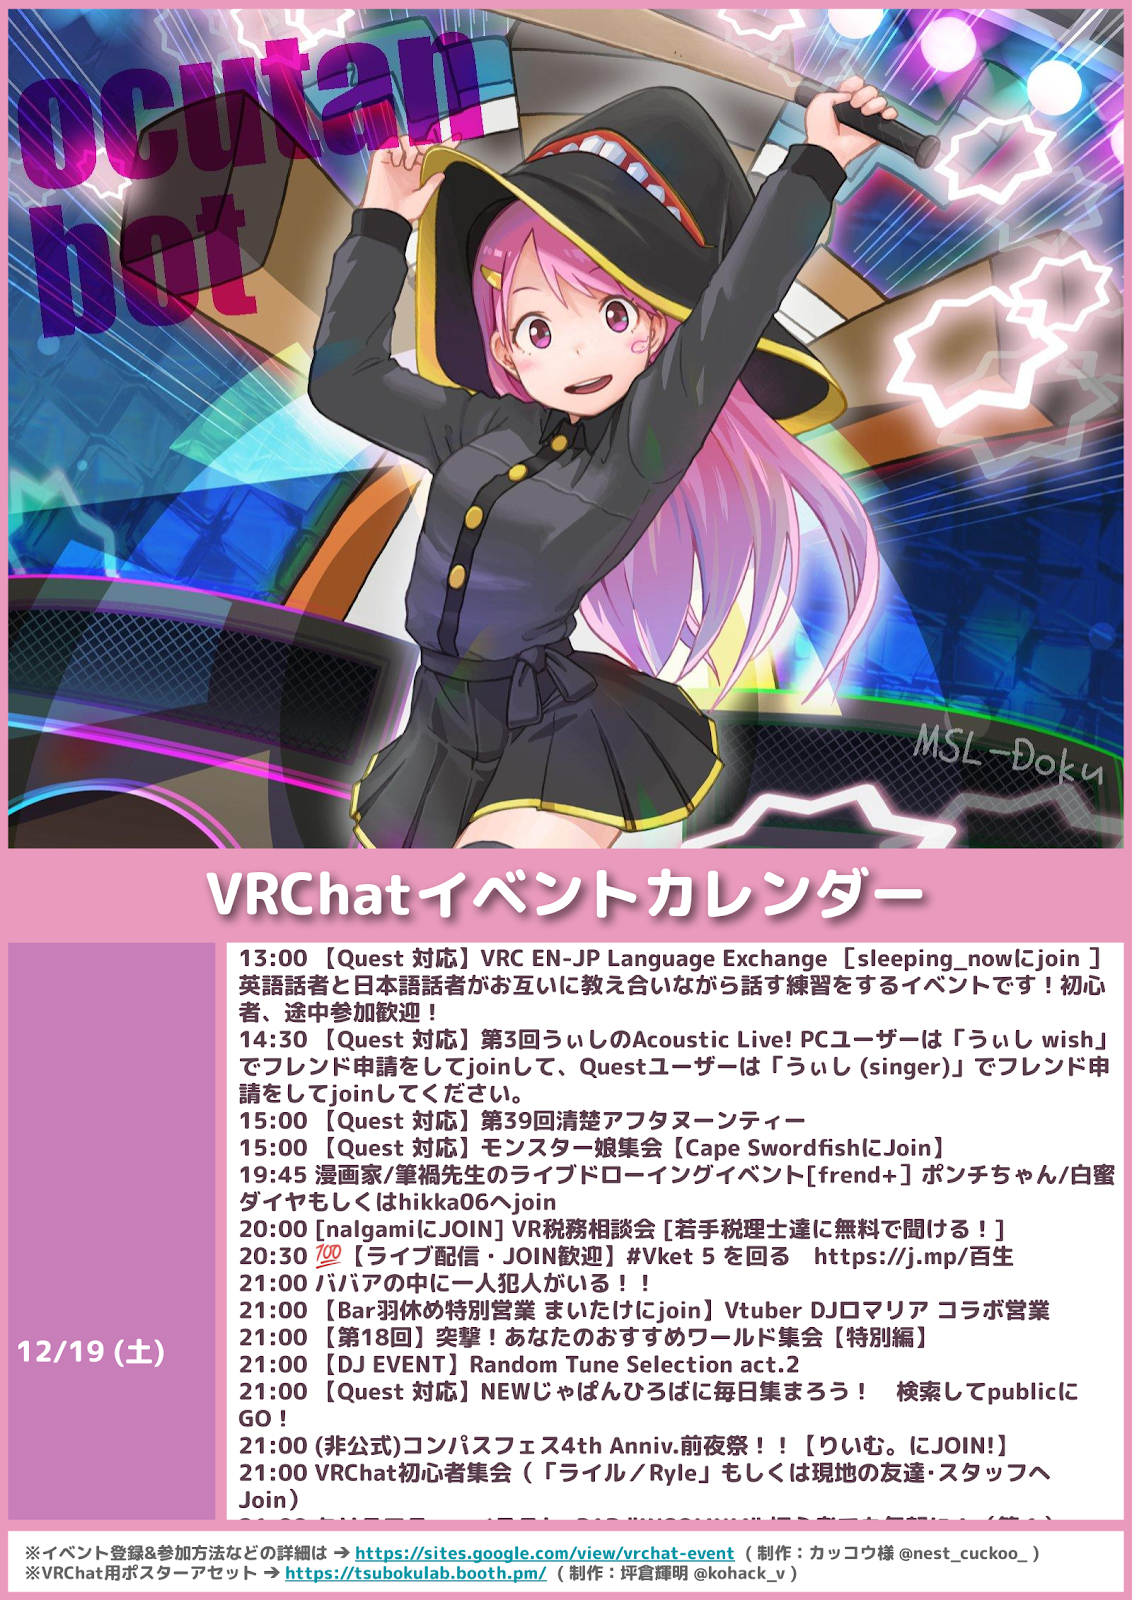 ocutan
bot
MSL-Doku
VRChatイベントカレンダー
12/19 (土)
13:00 【Quest 対応】VRC EN-JP Language Exchange ［sleeping_nowにjoin ］
英語話者と日本語話者がお互いに教え合いながら話す練習をするイベントです！初心
者、途中参加歓迎！
14:30 【Quest 対応】第3回うぃしのAcoustic Live! PCユーザーは「うぃし wish」
でフレンド申請をしてjoinして、Questユーザーは「うぃし (singer)」でフレンド申
請をしてjoinしてください。
15:00 【Quest 対応】第39回清楚アフタヌーンティー
15:00 【Quest 対応】モンスター娘集会【Cape SwordfishにJoin】
19:45 漫画家/筆禍先生のライブドローイングイベント[frend+］ポンチちゃん/白蜜
ダイヤもしくはhikka06へjoin
20:00 [nalgamiにJOIN] VR税務相談会 [若手税理士達に無料で聞ける！]
20:30 💯【ライブ配信・JOIN歓迎】#Vket 5 を回る　https://j.mp/百生
21:00 ババアの中に一人犯人がいる！！
21:00 【Bar羽休め特別営業 まいたけにjoin】Vtuber DJロマリア コラボ営業
21:00 【第18回】突撃！あなたのおすすめワールド集会【特別編】
21:00 【DJ EVENT】Random Tune Selection act.2
21:00 【Quest 対応】NEWじゃぱんひろばに毎日集まろう！　検索してpublicに
GO！
21:00 (非公式)コンパスフェス4th Anniv.前夜祭！！【りいむ。にJOIN!】
21:00 VRChat初心者集会（「ライル／Ryle」もしくは現地の友達･スタッフへ
Join）
※イベント登録&参加方法などの詳細は → https://sites.google.com/view/vrchat-event （ 制作：カッコウ様 @nest_cuckoo_ ）
※VRChat用ポスターアセット → https://tsubokulab.booth.pm/ （ 制作：坪倉輝明 @kohack_v ）